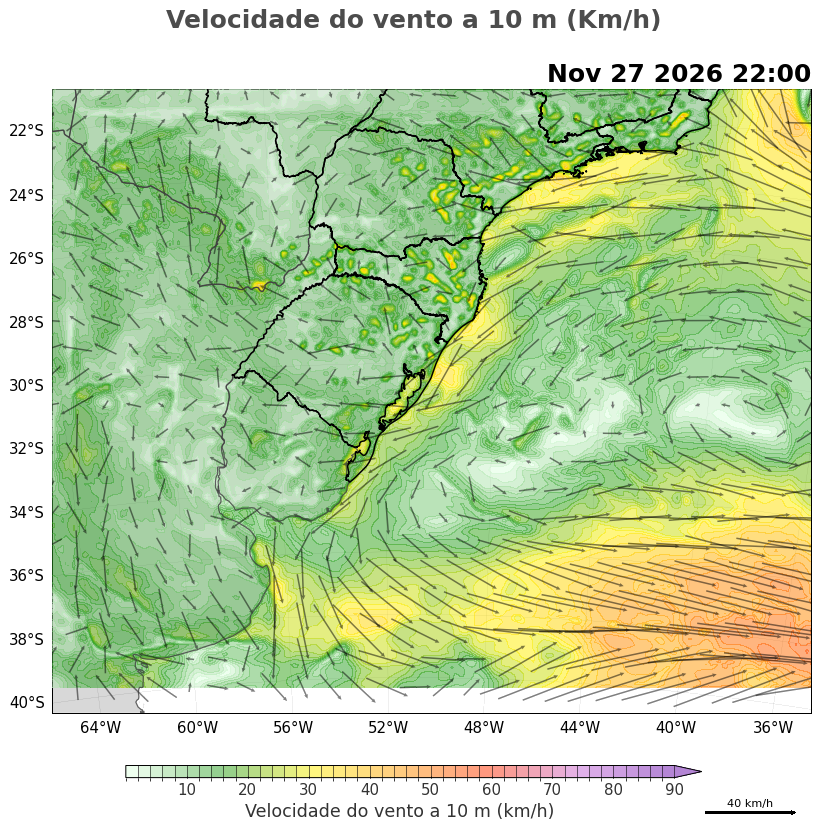 Velocidade do vento a 10 m (Km/h)
Nov 27 2026 22:00
22°S
24°S
26°S
28°S
30°S
32°S
34°S
36°S
38°S
40°S
64°W 60°W 56°W 52°W 48°W 44°W 40°W 36°W
10 20 30 40 50 60 70 80 90
Velocidade do vento a 10 m (km/h)
40 km/h